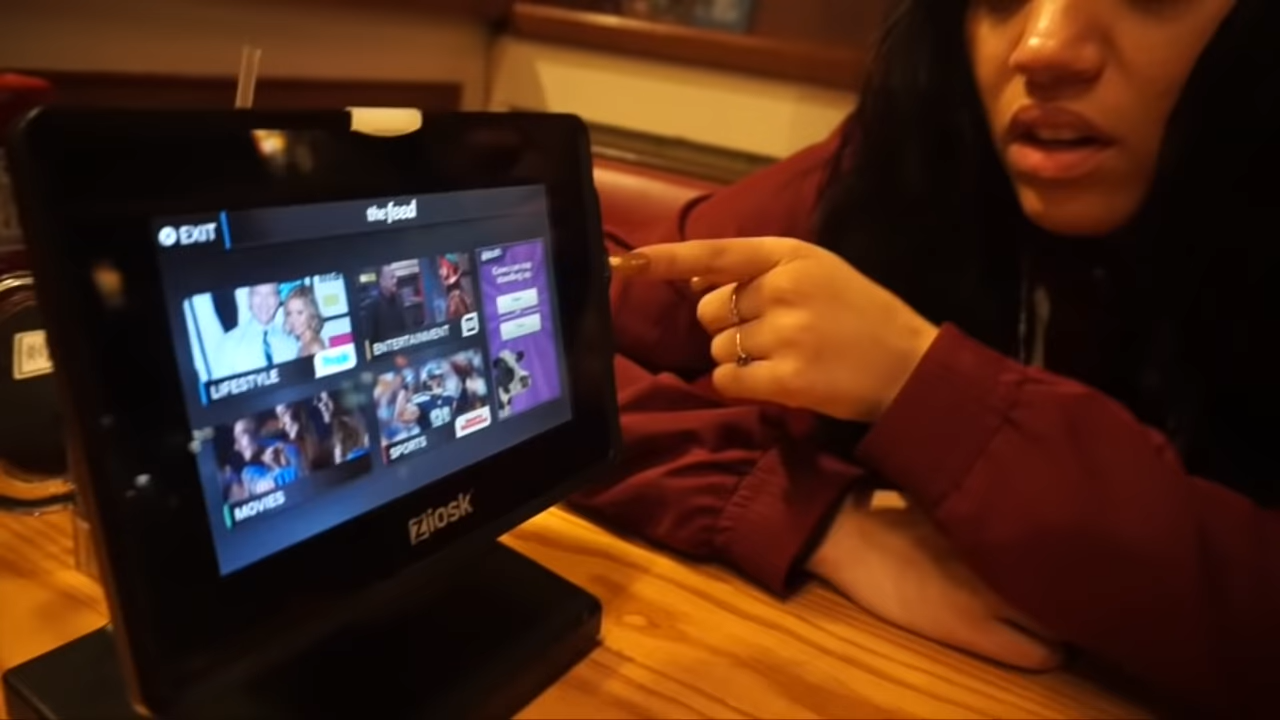 EXIT
the feed
LIFESTYLE
ENTERTAINMENT
MOVIES
SPORTS
Ziosk